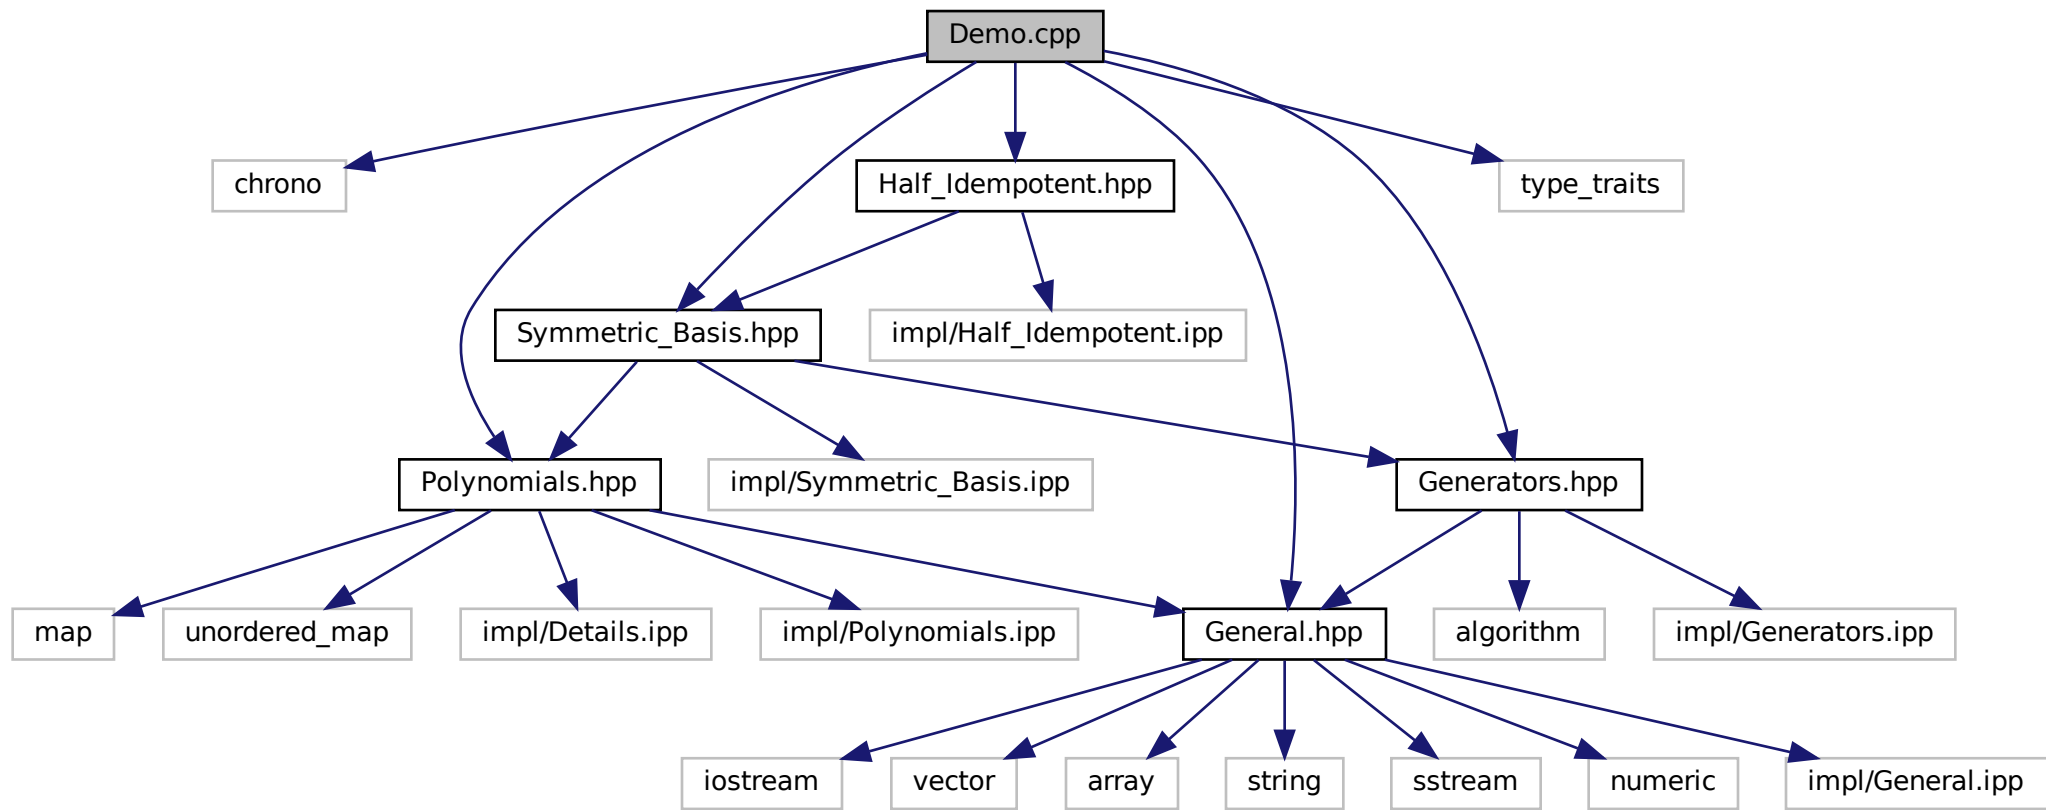 Demo.cpp
chrono
Half_Idempotent.hpp
type_traits
Symmetric_Basis.hpp
impl/Half_Idempotent.ipp
Polynomials.hpp
impl/Symmetric_Basis.ipp
Generators.hpp
map
unordered_map
impl/Details.ipp
impl/Polynomials.ipp
General.hpp
algorithm
impl/Generators.ipp
iostream
vector
array
string
sstream
numeric
impl/General.ipp